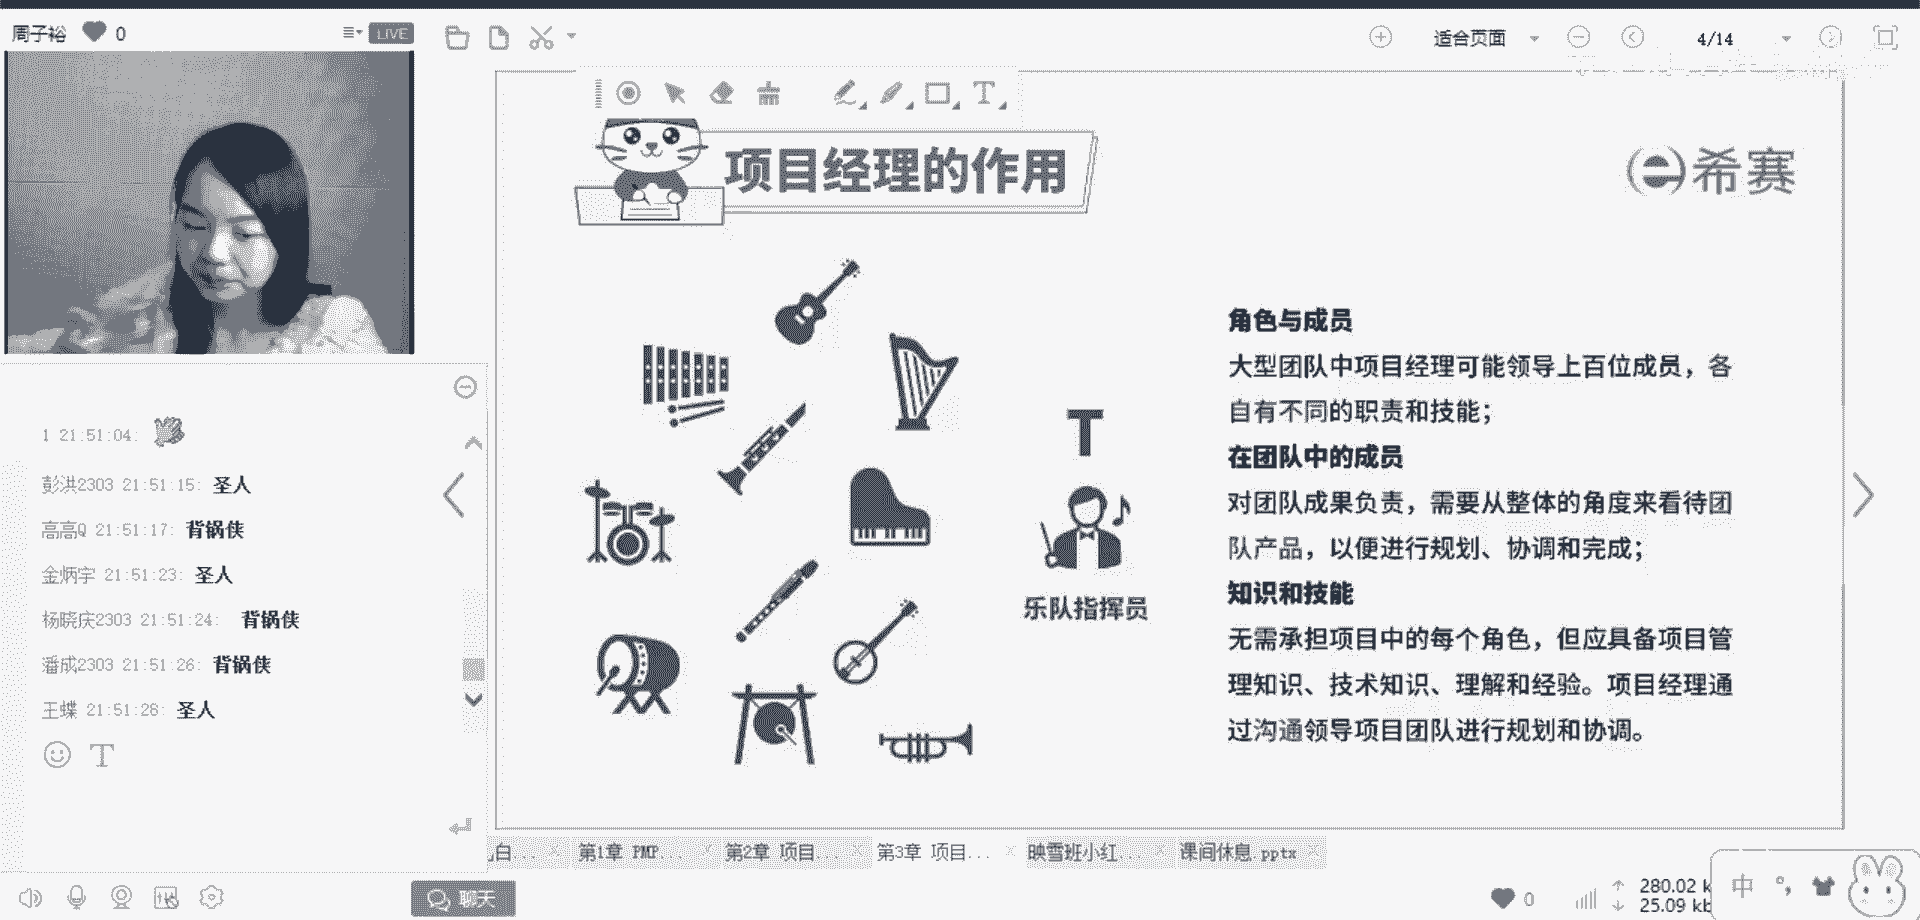 周子裕 0 LIVE
适合页面 4/14
项目经理的作用
希赛
1 21:51:04:
彭洪2303 21:51:15: 圣人
高高Q 21:51:17: 背锅侠
金炳宇 21:51:23: 圣人
杨晓庆2303 21:51:24: 背锅侠
潘成2303 21:51:26: 背锅侠
王蝶 21:51:28: 圣人
T
乐队指挥员
角色与成员
大型团队中项目经理可能领导上百位成员，各
自有不同的职责和技能；
在团队中的成员
对团队成果负责，需要从整体的角度来看待团
队产品，以便进行规划、协调和完成；
知识和技能
无需承担项目中的每个角色，但应具备项目管
理知识、技术知识、理解和经验。项目经理通
过沟通领导项目团队进行规划和协调。
白... 第1章 PMP... 第2章 项目... 第3章 项目... 映雪班小红... 课间休息.pptx
聊天
0
280.02 k
25.09 kb
中